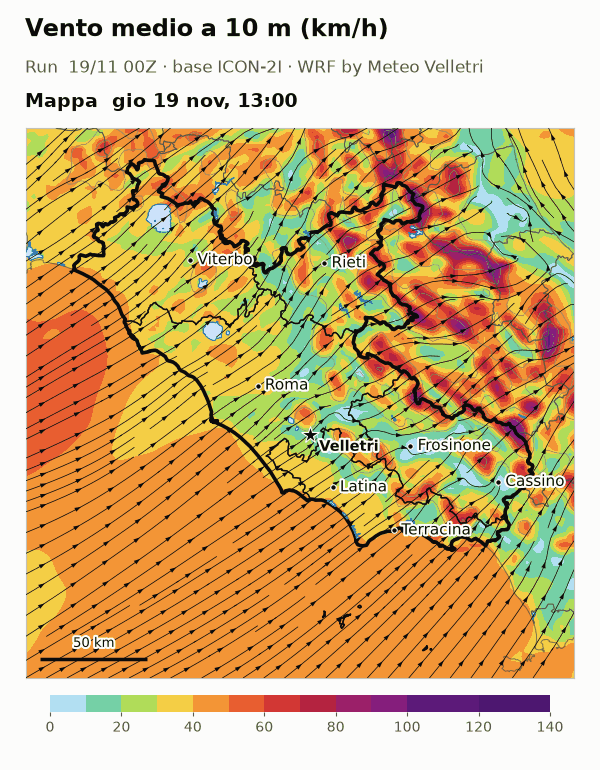 Vento medio a 10 m (km/h)
Run 19/11 00Z · base ICON-2I · WRF by Meteo Velletri
Mappa gio 19 nov, 13:00
Viterbo
Rieti
Roma
Velletri
Frosinone
Cassino
Latina
Terracina
50 km
0 20 40 60 80 100 120 140